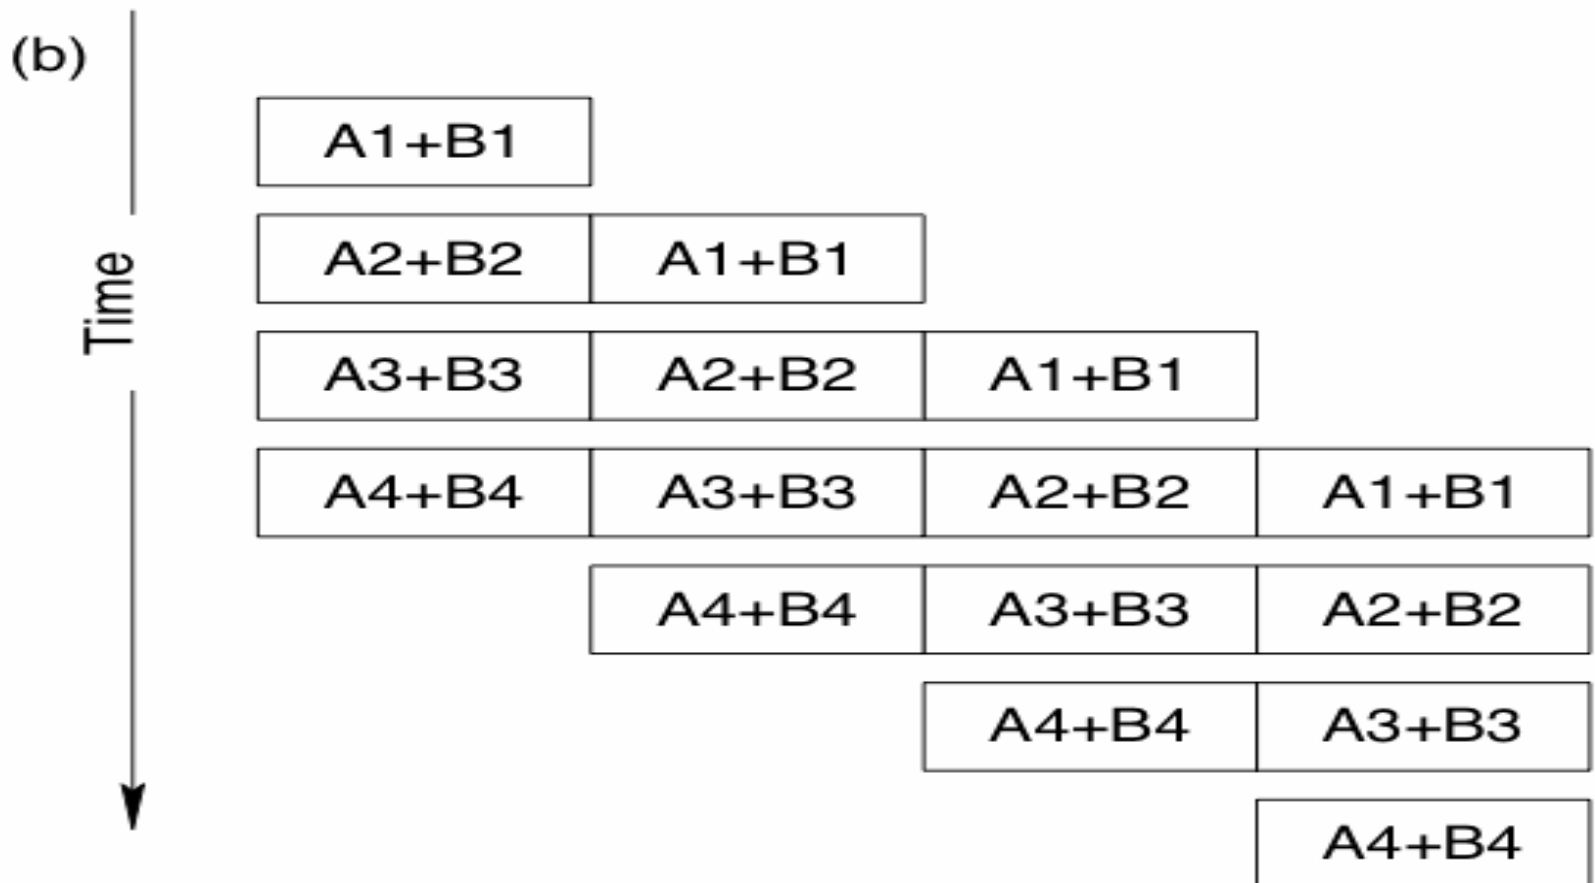 (b)
A1+B1
A2+B2 A1+B1
Time
A3+B3 A2+B2 A1+B1
A4+B4 A3+B3 A2+B2 A1+B1
A4+B4 A3+B3 A2+B2
A4+B4 A3+B3
A4+B4